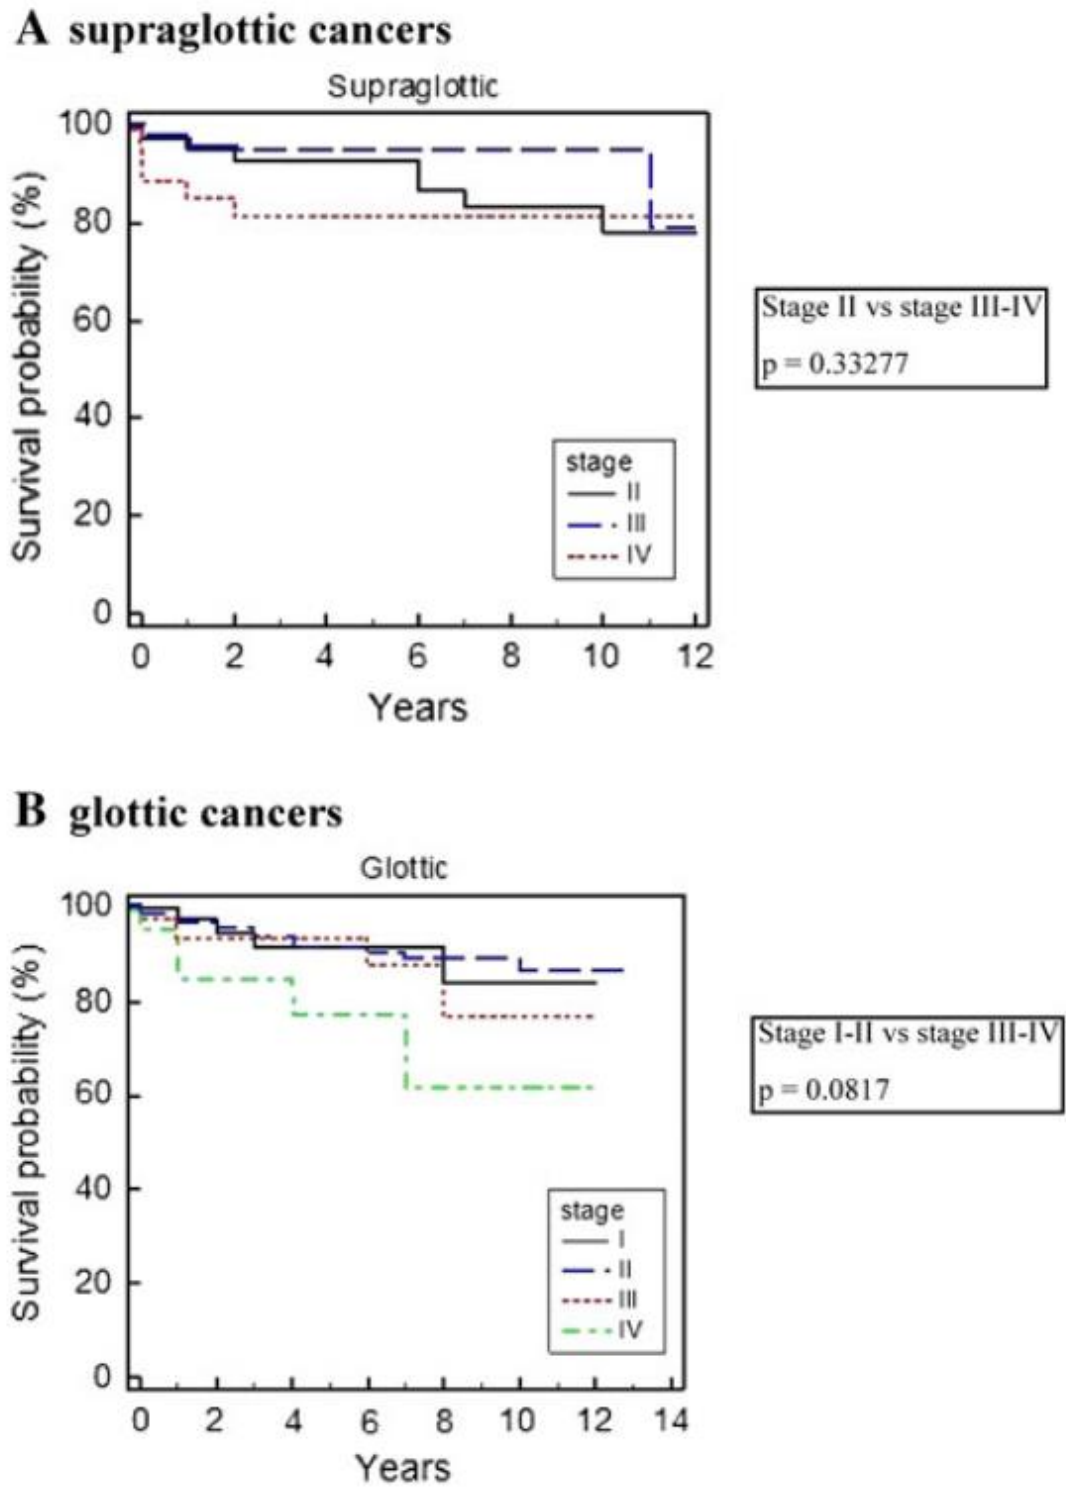 A supraglottic cancers
Supraglottic
Survival probability (%)
100
80
60
40
20
0
stage
II
III
IV
0 2 4 6 8 10 12
Years
Stage II vs stage III-IV
p = 0.33277
B glottic cancers
Glottic
Survival probability (%)
100
80
60
40
20
0
stage
I
II
III
IV
0 2 4 6 8 10 12 14
Years
Stage I-II vs stage III-IV
p = 0.0817